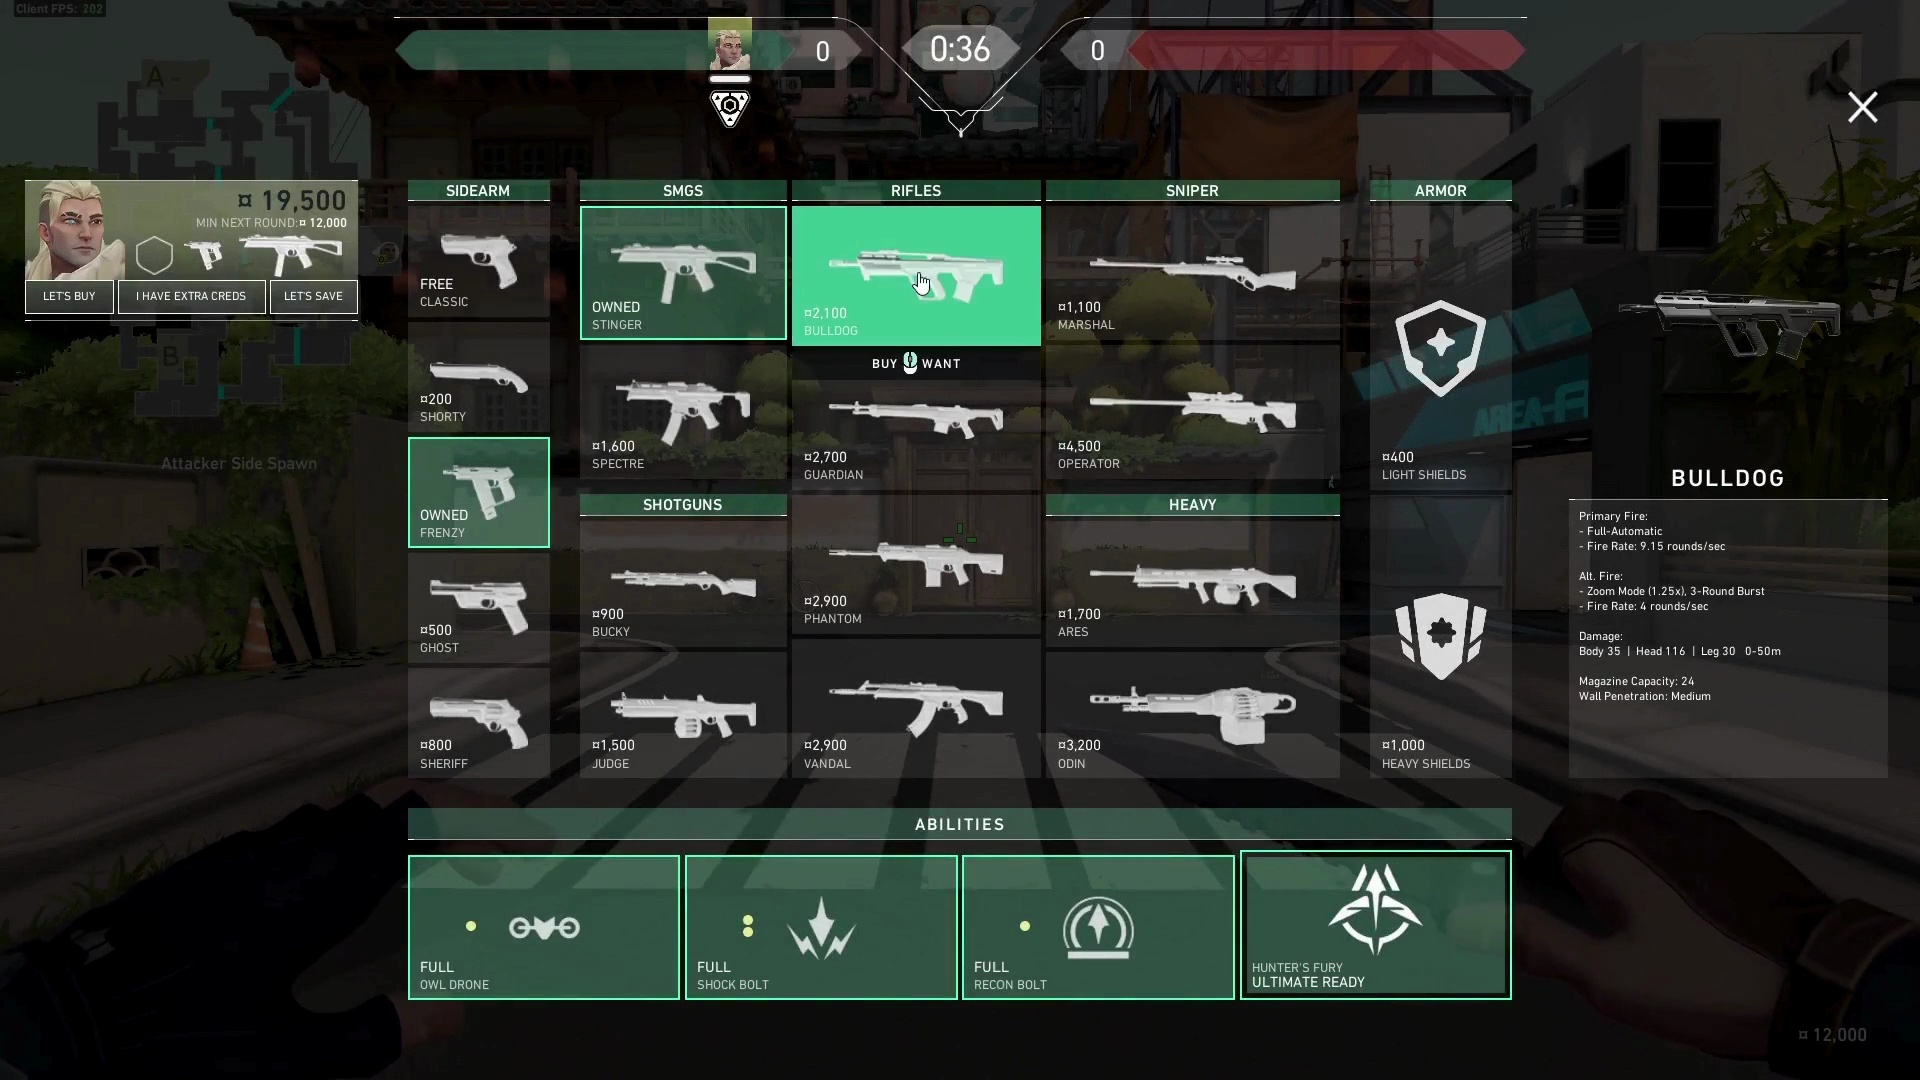 Client FPS: 202
0
0:36
0
A
¤ 19,500
MIN NEXT ROUND: ¤ 12,000
LET'S BUY
I HAVE EXTRA CREDS
LET'S SAVE
B
Attacker Side Spawn
SIDEARM
FREE
CLASSIC
¤200
SHORTY
OWNED
FRENZY
¤500
GHOST
¤800
SHERIFF
SMGS
OWNED
STINGER
¤1,600
SPECTRE
SHOTGUNS
¤900
BUCKY
¤1,500
JUDGE
RIFLES
¤2,100
BULLDOG
BUY WANT
¤2,700
GUARDIAN
¤2,900
PHANTOM
¤2,900
VANDAL
SNIPER
¤1,100
MARSHAL
¤4,500
OPERATOR
HEAVY
¤1,700
ARES
¤3,200
ODIN
ARMOR
¤400
LIGHT SHIELDS
¤1,000
HEAVY SHIELDS
AREA-F
BULLDOG
Primary Fire:
- Full-Automatic
- Fire Rate: 9.15 rounds/sec
Alt. Fire:
- Zoom Mode (1.25x), 3-Round Burst
- Fire Rate: 4 rounds/sec
Damage:
Body 35 | Head 116 | Leg 30 0-50m
Magazine Capacity: 24
Wall Penetration: Medium
ABILITIES
FULL
OWL DRONE
FULL
SHOCK BOLT
FULL
RECON BOLT
HUNTER'S FURY
ULTIMATE READY
¤ 12,000